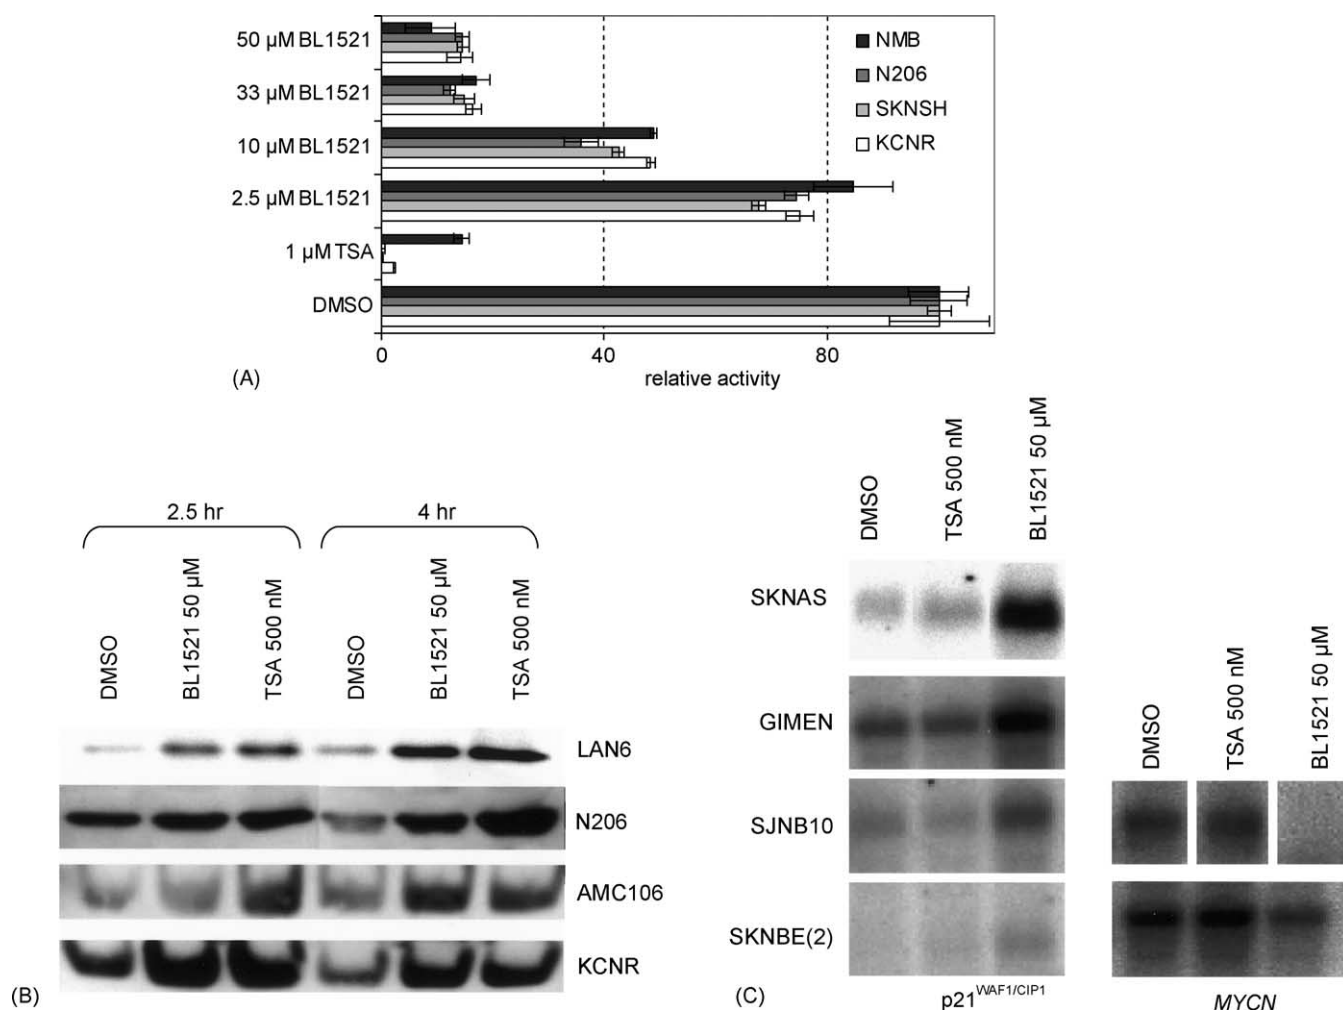 50 µM BL1521
33 µM BL1521
10 µM BL1521
2.5 µM BL1521
1 µM TSA
DMSO
NMB
N206
SKNSH
KCNR
0 40 80
relative activity
(A)
2.5 hr 4 hr
DMSO
BL1521 50 µM
TSA 500 nM
DMSO
BL1521 50 µM
TSA 500 nM
LAN6
N206
AMC106
KCNR
(B)
DMSO
TSA 500 nM
BL1521 50 µM
SKNAS
GIMEN
SJNB10
SKNBE(2)
p21WAF1/CIP1
DMSO
TSA 500 nM
BL1521 50 µM
MYCN
(C)